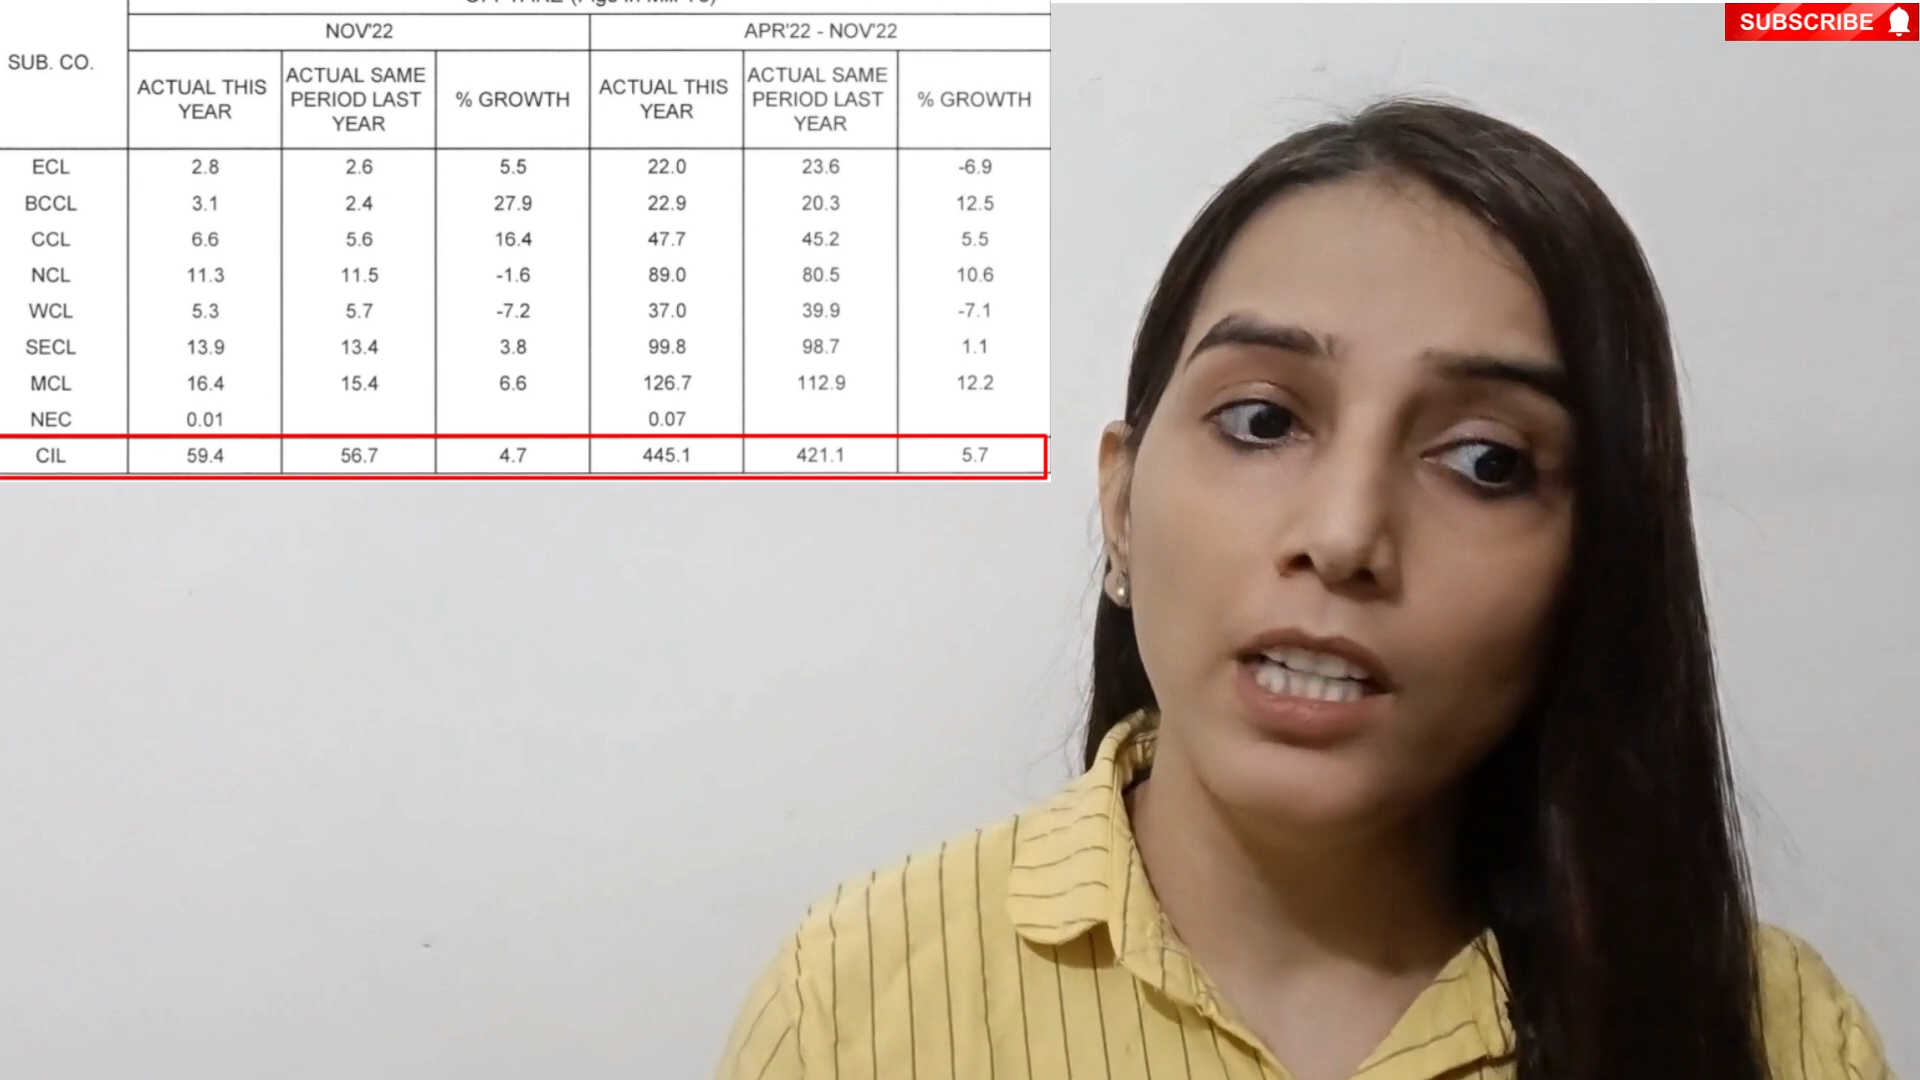 SUBSCRIBE
NOV'22 APR'22 - NOV'22
SUB. CO. ACTUAL THIS YEAR ACTUAL SAME PERIOD LAST YEAR % GROWTH ACTUAL THIS YEAR ACTUAL SAME PERIOD LAST YEAR % GROWTH
ECL 2.8 2.6 5.5 22.0 23.6 -6.9
BCCL 3.1 2.4 27.9 22.9 20.3 12.5
CCL 6.6 5.6 16.4 47.7 45.2 5.5
NCL 11.3 11.5 -1.6 89.0 80.5 10.6
WCL 5.3 5.7 -7.2 37.0 39.9 -7.1
SECL 13.9 13.4 3.8 99.8 98.7 1.1
MCL 16.4 15.4 6.6 126.7 112.9 12.2
NEC 0.01 0.07
CIL 59.4 56.7 4.7 445.1 421.1 5.7